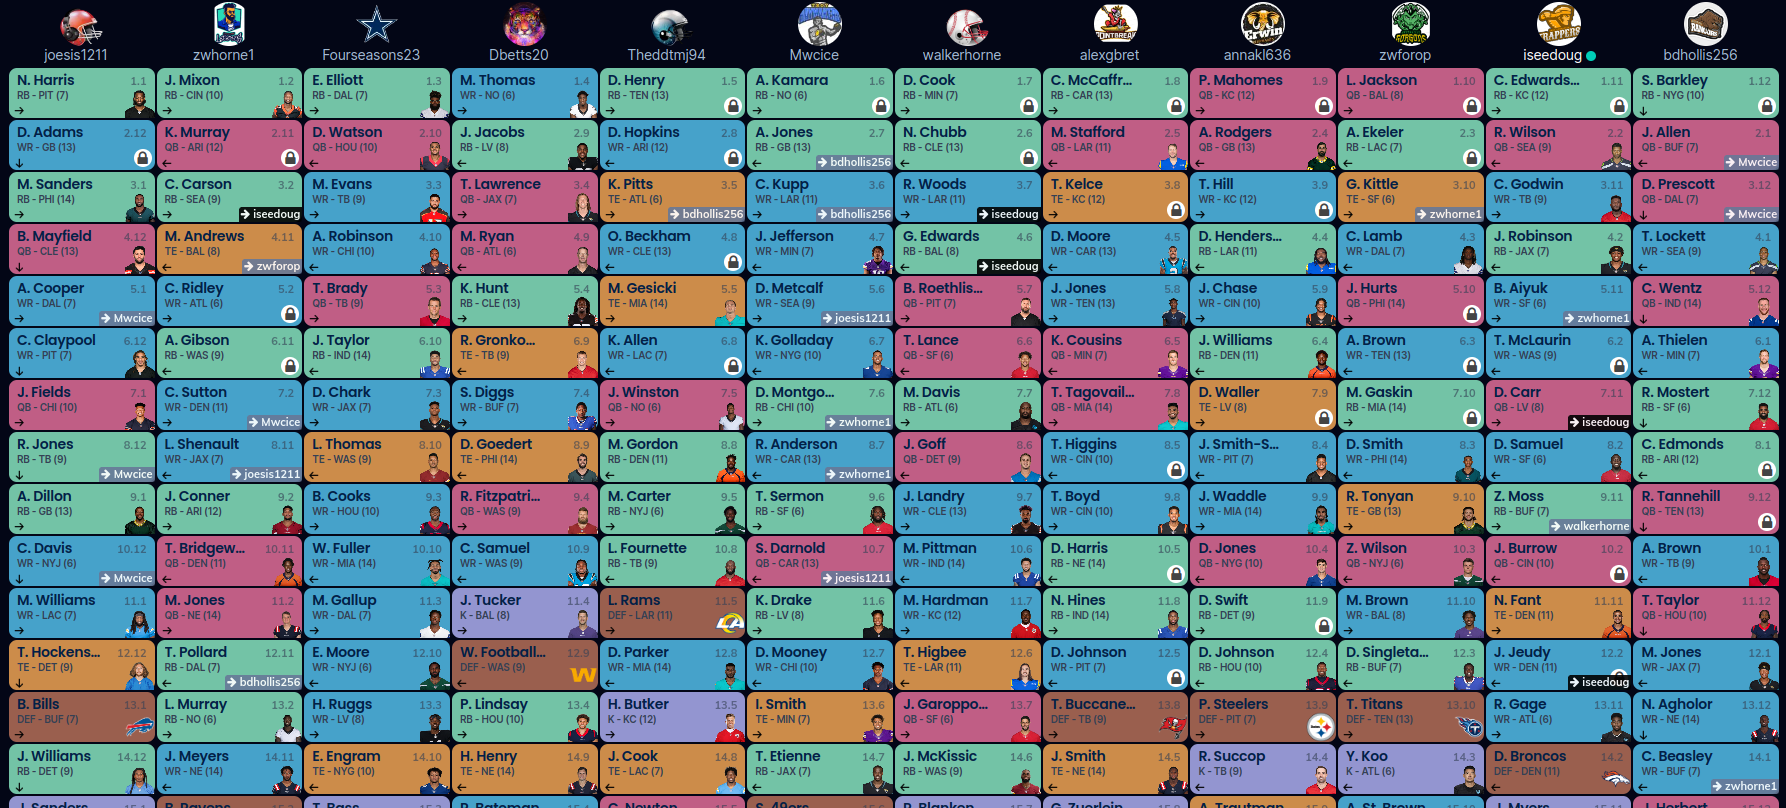 joesis1211 zwhorne1 Fourseasons23 Dbetts20 Theddtmj94 Mwcice walkerhorne alexgbret annakl636 zwforop iseedoug bdhollis256
N. Harris 1.1 J. Mixon 1.2 E. Elliott 1.3 M. Thomas 1.4 D. Henry 1.5 A. Kamara 1.6 D. Cook 1.7 C. McCaffr... 1.8 P. Mahomes 1.9 L. Jackson 1.10 C. Edwards... 1.11 S. Barkley 1.12
RB - PIT (7) RB - CIN (10) RB - DAL (7) WR - NO (6) RB - TEN (13) RB - NO (6) RB - MIN (7) RB - CAR (13) QB - KC (12) QB - BAL (8) RB - KC (12) RB - NYG (10)
D. Adams 2.12 K. Murray 2.11 D. Watson 2.10 J. Jacobs 2.9 D. Hopkins 2.8 A. Jones 2.7 N. Chubb 2.6 M. Stafford 2.5 A. Rodgers 2.4 A. Ekeler 2.3 R. Wilson 2.2 J. Allen 2.1
WR - GB (13) QB - ARI (12) QB - HOU (10) RB - LV (8) WR - ARI (12) RB - GB (13) RB - CLE (13) QB - LAR (11) QB - GB (13) RB - LAC (7) QB - SEA (9) QB - BUF (7)
bdhollis256 Mwcice
M. Sanders 3.1 C. Carson 3.2 M. Evans 3.3 T. Lawrence 3.4 K. Pitts 3.5 C. Kupp 3.6 R. Woods 3.7 T. Kelce 3.8 T. Hill 3.9 G. Kittle 3.10 C. Godwin 3.11 D. Prescott 3.12
RB - PHI (14) RB - SEA (9) WR - TB (9) QB - JAX (7) TE - ATL (6) WR - LAR (11) WR - LAR (11) TE - KC (12) WR - KC (12) TE - SF (6) WR - TB (9) QB - DAL (7)
iseedoug bdhollis256 bdhollis256 iseedoug zwhorne1 Mwcice
B. Mayfield 4.12 M. Andrews 4.11 A. Robinson 4.10 M. Ryan 4.9 O. Beckham 4.8 J. Jefferson 4.7 G. Edwards 4.6 D. Moore 4.5 D. Henders... 4.4 C. Lamb 4.3 J. Robinson 4.2 T. Lockett 4.1
QB - CLE (13) TE - BAL (8) WR - CHI (10) QB - ATL (6) WR - CLE (13) WR - MIN (7) RB - BAL (8) WR - CAR (13) RB - LAR (11) WR - DAL (7) RB - JAX (7) WR - SEA (9)
zwforop iseedoug
A. Cooper 5.1 C. Ridley 5.2 T. Brady 5.3 K. Hunt 5.4 M. Gesicki 5.5 D. Metcalf 5.6 B. Roethlis... 5.7 J. Jones 5.8 J. Chase 5.9 J. Hurts 5.10 B. Aiyuk 5.11 C. Wentz 5.12
WR - DAL (7) WR - ATL (6) QB - TB (9) RB - CLE (13) TE - MIA (14) WR - SEA (9) QB - PIT (7) WR - TEN (13) WR - CIN (10) QB - PHI (14) WR - SF (6) QB - IND (14)
Mwcice joesis1211 zwhorne1
C. Claypool 6.12 A. Gibson 6.11 J. Taylor 6.10 R. Gronko... 6.9 K. Allen 6.8 K. Golladay 6.7 T. Lance 6.6 K. Cousins 6.5 J. Williams 6.4 A. Brown 6.3 T. McLaurin 6.2 A. Thielen 6.1
WR - PIT (7) RB - WAS (9) RB - IND (14) TE - TB (9) WR - LAC (7) WR - NYG (10) QB - SF (6) QB - MIN (7) RB - DEN (11) WR - TEN (13) WR - WAS (9) WR - MIN (7)
J. Fields 7.1 C. Sutton 7.2 D. Chark 7.3 S. Diggs 7.4 J. Winston 7.5 D. Montgo... 7.6 M. Davis 7.7 T. Tagovail... 7.8 D. Waller 7.9 M. Gaskin 7.10 D. Carr 7.11 R. Mostert 7.12
QB - CHI (10) WR - DEN (11) WR - JAX (7) WR - BUF (7) QB - NO (6) RB - CHI (10) RB - ATL (6) QB - MIA (14) TE - LV (8) RB - MIA (14) QB - LV (8) RB - SF (6)
Mwcice zwhorne1 iseedoug
R. Jones 8.12 L. Shenault 8.11 L. Thomas 8.10 D. Goedert 8.9 M. Gordon 8.8 R. Anderson 8.7 J. Goff 8.6 T. Higgins 8.5 J. Smith-S... 8.4 D. Smith 8.3 D. Samuel 8.2 C. Edmonds 8.1
RB - TB (9) WR - JAX (7) TE - WAS (9) TE - PHI (14) RB - DEN (11) WR - CAR (13) QB - DET (9) WR - CIN (10) WR - PIT (7) WR - PHI (14) WR - SF (6) RB - ARI (12)
Mwcice joesis1211 zwhorne1
A. Dillon 9.1 J. Conner 9.2 B. Cooks 9.3 R. Fitzpatri... 9.4 M. Carter 9.5 T. Sermon 9.6 J. Landry 9.7 T. Boyd 9.8 J. Waddle 9.9 R. Tonyan 9.10 Z. Moss 9.11 R. Tannehill 9.12
RB - GB (13) RB - ARI (12) WR - HOU (10) QB - WAS (9) RB - NYJ (6) RB - SF (6) WR - CLE (13) WR - CIN (10) WR - MIA (14) TE - GB (13) RB - BUF (7) QB - TEN (13)
walkerhorne
C. Davis 10.12 T. Bridgew... 10.11 W. Fuller 10.10 C. Samuel 10.9 L. Fournette 10.8 S. Darnold 10.7 M. Pittman 10.6 D. Harris 10.5 D. Jones 10.4 Z. Wilson 10.3 J. Burrow 10.2 A. Brown 10.1
WR - NYJ (6) QB - DEN (11) WR - MIA (14) WR - WAS (9) RB - TB (9) QB - CAR (13) WR - IND (14) RB - NE (14) QB - NYG (10) QB - NYJ (6) QB - CIN (10) WR - TB (9)
Mwcice joesis1211
M. Williams 11.1 M. Jones 11.2 M. Gallup 11.3 J. Tucker 11.4 L. Rams 11.5 K. Drake 11.6 M. Hardman 11.7 N. Hines 11.8 D. Swift 11.9 M. Brown 11.10 N. Fant 11.11 T. Taylor 11.12
WR - LAC (7) QB - NE (14) WR - DAL (7) K - BAL (8) DEF - LAR (11) RB - LV (8) WR - KC (12) RB - IND (14) RB - DET (9) WR - BAL (8) TE - DEN (11) QB - HOU (10)
T. Hockens... 12.12 T. Pollard 12.11 E. Moore 12.10 W. Football... 12.9 D. Parker 12.8 D. Mooney 12.7 T. Higbee 12.6 D. Johnson 12.5 D. Johnson 12.4 D. Singleta... 12.3 J. Jeudy 12.2 M. Jones 12.1
TE - DET (9) RB - DAL (7) WR - NYJ (6) DEF - WAS (9) WR - MIA (14) WR - CHI (10) TE - LAR (11) WR - PIT (7) RB - HOU (10) RB - BUF (7) WR - DEN (11) WR - JAX (7)
bdhollis256 iseedoug
B. Bills 13.1 L. Murray 13.2 H. Ruggs 13.3 P. Lindsay 13.4 H. Butker 13.5 I. Smith 13.6 J. Garoppo... 13.7 T. Buccane... 13.8 P. Steelers 13.9 T. Titans 13.10 R. Gage 13.11 N. Agholor 13.12
DEF - BUF (7) RB - NO (6) WR - LV (8) RB - HOU (10) K - KC (12) TE - MIN (7) QB - SF (6) DEF - TB (9) DEF - PIT (7) DEF - TEN (13) WR - ATL (6) WR - NE (14)
J. Williams 14.12 J. Meyers 14.11 E. Engram 14.10 H. Henry 14.9 J. Cook 14.8 T. Etienne 14.7 J. McKissic 14.6 J. Smith 14.5 R. Succop 14.4 Y. Koo 14.3 D. Broncos 14.2 C. Beasley 14.1
RB - DET (9) WR - NE (14) TE - NYG (10) TE - NE (14) TE - LAC (7) RB - JAX (7) RB - WAS (9) TE - NE (14) K - TB (9) K - ATL (6) DEF - DEN (11) WR - BUF (7)
zwhorne1